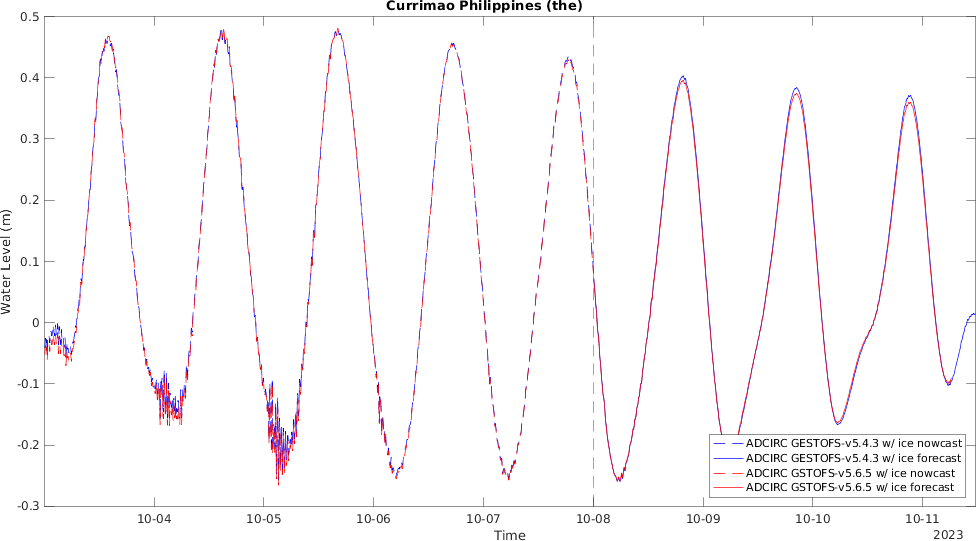 Currimao Philippines (the)
0.5
0.4
0.3
0.2
0.1
0
-0.1
-0.2
-0.3
Water Level (m)
10-04 10-05 10-06 10-07 10-08 10-09 10-10 10-11
Time
2023
ADCIRC GESTOFS-v5.4.3 w/ ice nowcast
ADCIRC GESTOFS-v5.4.3 w/ ice forecast
ADCIRC GSTOFS-v5.6.5 w/ ice nowcast
ADCIRC GSTOFS-v5.6.5 w/ ice forecast